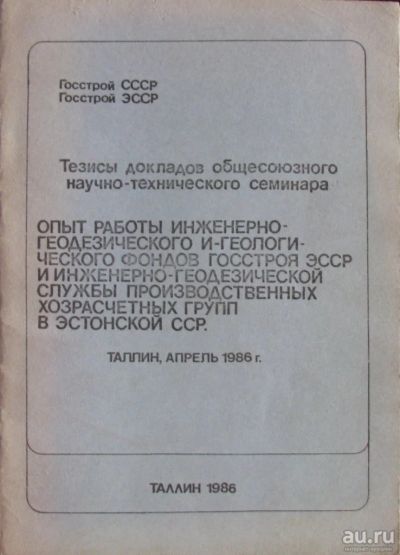 Госстрой СССР
Госстрой ЭССР
Тезисы докладов общесоюзного
научно-технического семинара
ОПЫТ РАБОТЫ ИНЖЕНЕРНО-
ГЕОДЕЗИЧЕСКОГО И-ГЕОЛОГИ-
ЧЕСКОГО ФОНДОВ ГОССТРОЯ ЭССР
И ИНЖЕНЕРНО-ГЕОДЕЗИЧЕСКОЙ
СЛУЖБЫ ПРОИЗВОДСТВЕННЫХ
ХОЗРАСЧЕТНЫХ ГРУПП
В ЭСТОНСКОЙ ССР.
ТАЛЛИН, АПРЕЛЬ 1986 г.
ТАЛЛИН 1986
au.ru